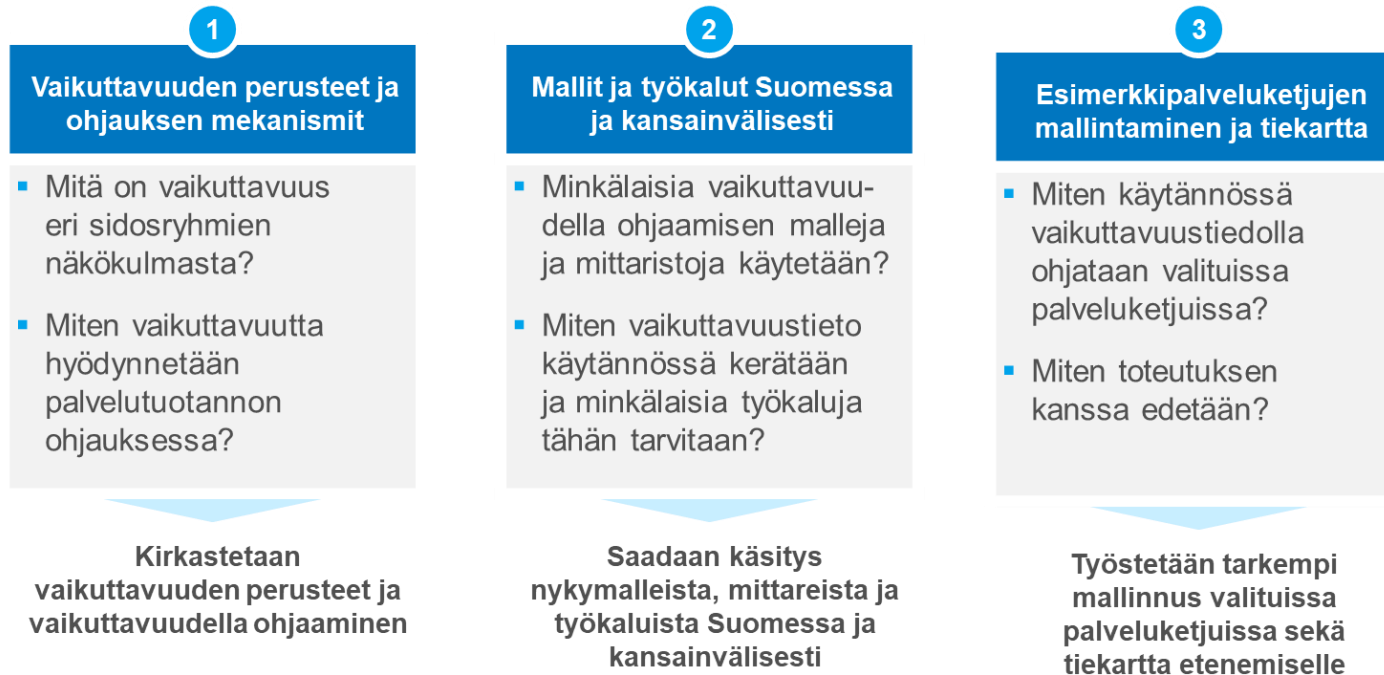 1
Vaikuttavuuden perusteet ja
ohjauksen mekanismit
▪ Mitä on vaikuttavuus
eri sidosryhmien
näkökulmasta?
▪ Miten vaikuttavuutta
hyödynnetään
palvelutuotannon
ohjauksessa?
Kirkastetaan
vaikuttavuuden perusteet ja
vaikuttavuudella ohjaaminen
2
Mallit ja työkalut Suomessa
ja kansainvälisesti
▪ Minkälaisia vaikuttavuu-
della ohjaamisen malleja
ja mittaristoja käytetään?
▪ Miten vaikuttavuustieto
käytännössä kerätään
ja minkälaisia työkaluja
tähän tarvitaan?
Saadaan käsitys
nykymalleista, mittareista ja
työkaluista Suomessa ja
kansainvälisesti
3
Esimerkkipalveluketjujen
mallintaminen ja tiekartta
▪ Miten käytännössä
vaikuttavuustiedolla
ohjataan valituissa
palveluketjuissa?
▪ Miten toteutuksen
kanssa edetään?
Työstetään tarkempi
mallinnus valituissa
palveluketjuissa sekä
tiekartta etenemiselle